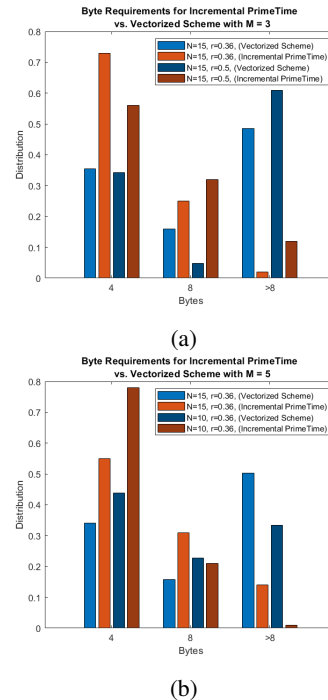 Byte Requirements for Incremental PrimeTime
vs. Vectorized Scheme with M = 3
0.8
N=15, r=0.36, (Vectorized Scheme)
N=15, r=0.36, (Incremental PrimeTime)
N=15, r=0.5, (Vectorized Scheme)
N=15, r=0.5, (Incremental PrimeTime)
0.7
0.6
0.5
0.4
0.3
0.2
0.1
0
Distribution
4 8 >8
Bytes
(a)
Byte Requirements for Incremental PrimeTime
vs. Vectorized Scheme with M = 5
0.8
N=15, r=0.36, (Vectorized Scheme)
N=15, r=0.36, (Incremental PrimeTime)
N=10, r=0.36, (Vectorized Scheme)
N=10, r=0.36, (Incremental PrimeTime)
0.7
0.6
0.5
0.4
0.3
0.2
0.1
0
Distribution
4 8 >8
Bytes
(b)